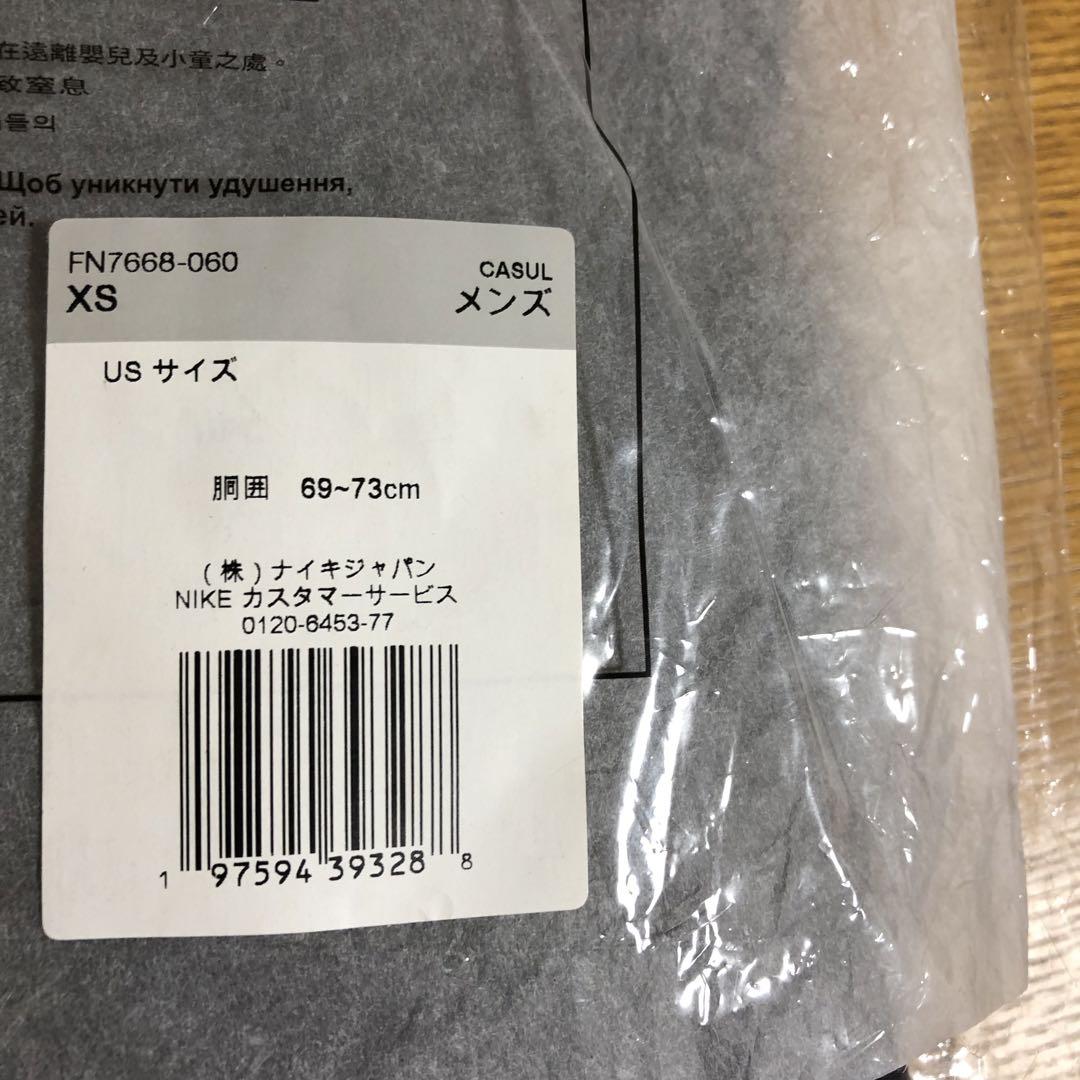 在遠離嬰兒及小童之處。
致窒息
들의
Щоб уникнути удушення,
ей.
FN7668-060
CASUL
XS
メンズ
US サイズ
胴囲 69~73cm
(株)ナイキジャパン
NIKE カスタマーサービス
0120-6453-77
1 97594 39328 8